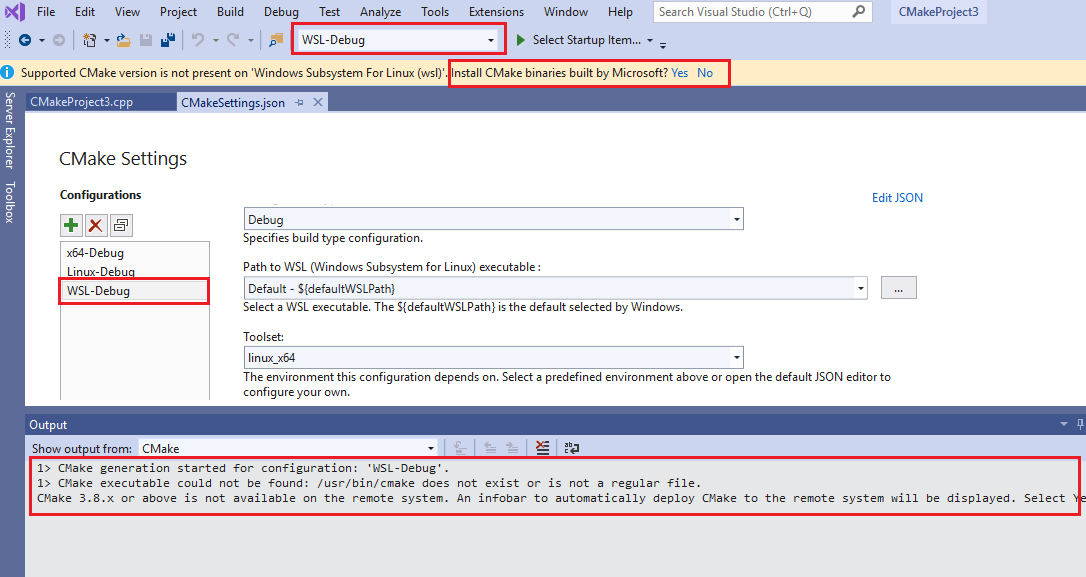 File Edit View Project Build Debug Test Analyze Tools Extensions Window Help Search Visual Studio (Ctrl+Q) CMakeProject3
WSL-Debug Select Startup Item...
Supported CMake version is not present on 'Windows Subsystem For Linux (wsl)'. Install CMake binaries built by Microsoft? Yes No
Server Explorer
Toolbox
CMakeProject3.cpp CMakeSettings.json
CMake Settings
Configurations
Edit JSON
x64-Debug
Linux-Debug
WSL-Debug
Debug
Specifies build type configuration.
Path to WSL (Windows Subsystem for Linux) executable :
Default - ${defaultWSLPath}
...
Select a WSL executable. The ${defaultWSLPath} is the default selected by Windows.
Toolset:
linux_x64
The environment this configuration depends on. Select a predefined environment above or open the default JSON editor to
configure your own.
Output
Show output from: CMake
1> CMake generation started for configuration: 'WSL-Debug'.
1> CMake executable could not be found: /usr/bin/cmake does not exist or is not a regular file.
CMake 3.8.x or above is not available on the remote system. An infobar to automatically deploy CMake to the remote system will be displayed. Select Ye